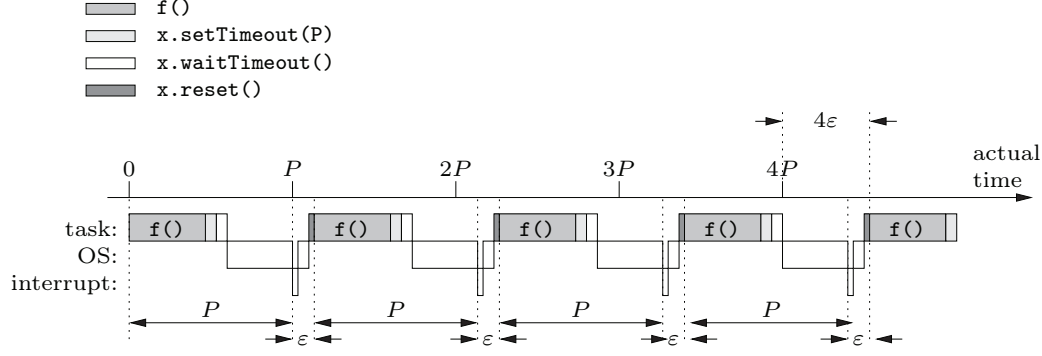 f()
x.setTimeout(P)
x.waitTimeout()
x.reset()
4ε
0 P 2P 3P 4P actual time
task: f() f() f() f() f()
OS:
interrupt:
P P P P
ε ε ε ε